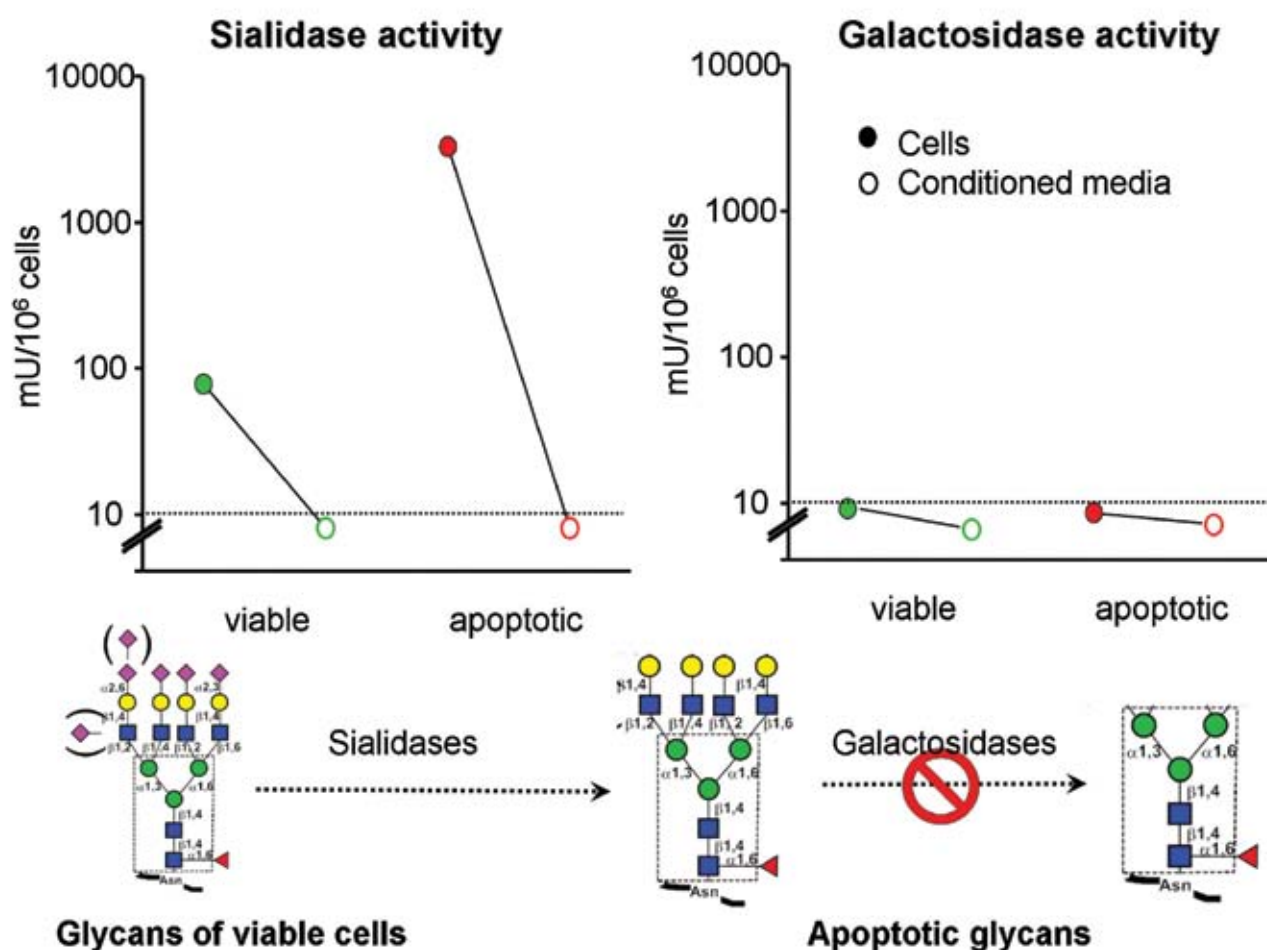 Sialidase activity
Galactosidase activity
mU/10⁶ cells
10000
1000
100
10
mU/10⁶ cells
10000
1000
100
10
Cells
Conditioned media
viable
apoptotic
viable
apoptotic
α2,6
α2,3
β1,4
β1,4
β1,2
β1,4
β1,2
β1,6
α1,3
α1,6
β1,4
β1,4
α1,6
Asn
Sialidases
β1,4
β1,4
β1,2
β1,4
β1,2
β1,6
α1,3
α1,6
β1,4
β1,4
α1,6
Asn
Galactosidases
α1,3
α1,6
β1,4
β1,4
α1,6
Asn
Glycans of viable cells
Apoptotic glycans